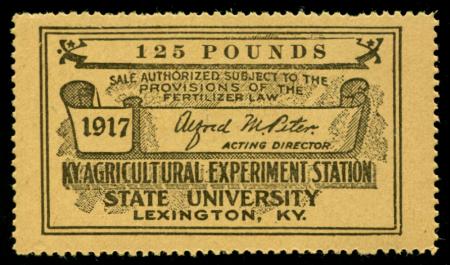 125 POUNDS
SALE AUTHORIZED SUBJECT TO THE
PROVISIONS OF THE
FERTILIZER LAW
1917
Alfred M. Peter.
ACTING DIRECTOR
KY. AGRICULTURAL EXPERIMENT STATION
STATE UNIVERSITY
LEXINGTON, KY.